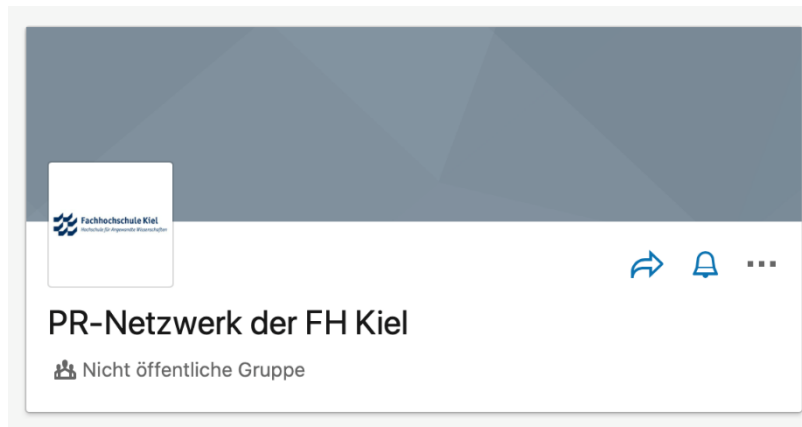 Fachhochschule Kiel
Hochschule für Angewandte Wissenschaften
PR-Netzwerk der FH Kiel
Nicht öffentliche Gruppe